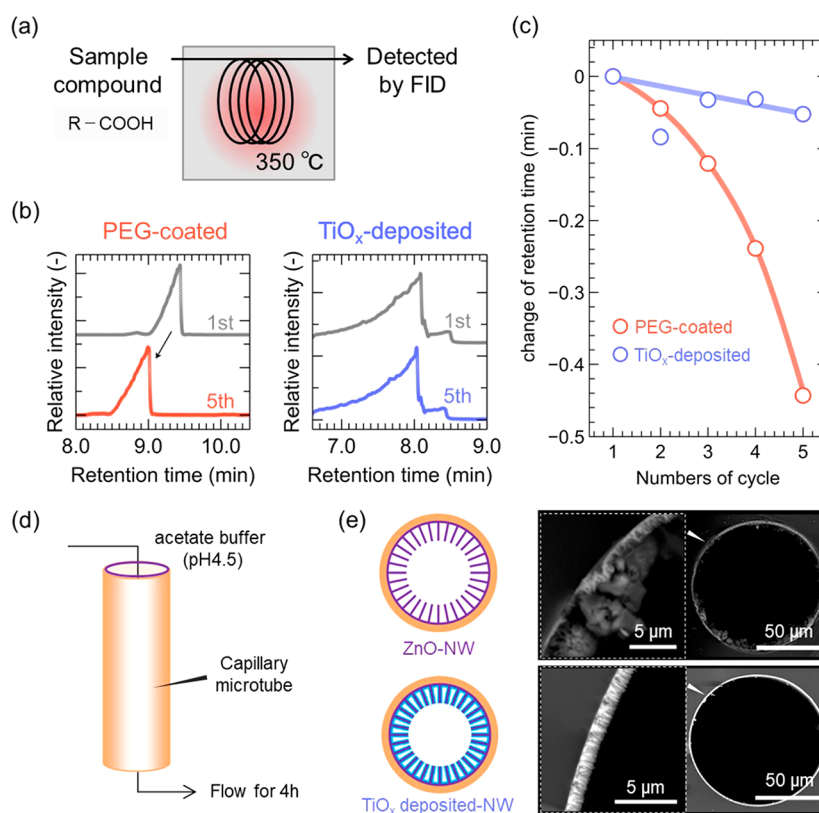 (a)
Sample
compound
R－COOH
Detected
by FID
350 ℃
(b)
PEG-coated
TiOx-deposited
Relative intensity (-)
1st
5th
8.0 9.0 10.0
Retention time (min)
Relative intensity (-)
1st
5th
7.0 8.0 9.0
Retention time (min)
(c)
change of retention time (min)
0
-0.1
-0.2
-0.3
-0.4
-0.5
PEG-coated
TiOx-deposited
1 2 3 4 5
Numbers of cycle
(d)
acetate buffer
(pH4.5)
Capillary
microtube
Flow for 4h
(e)
ZnO-NW
5 µm
50 µm
TiOx deposited-NW
5 µm
50 µm